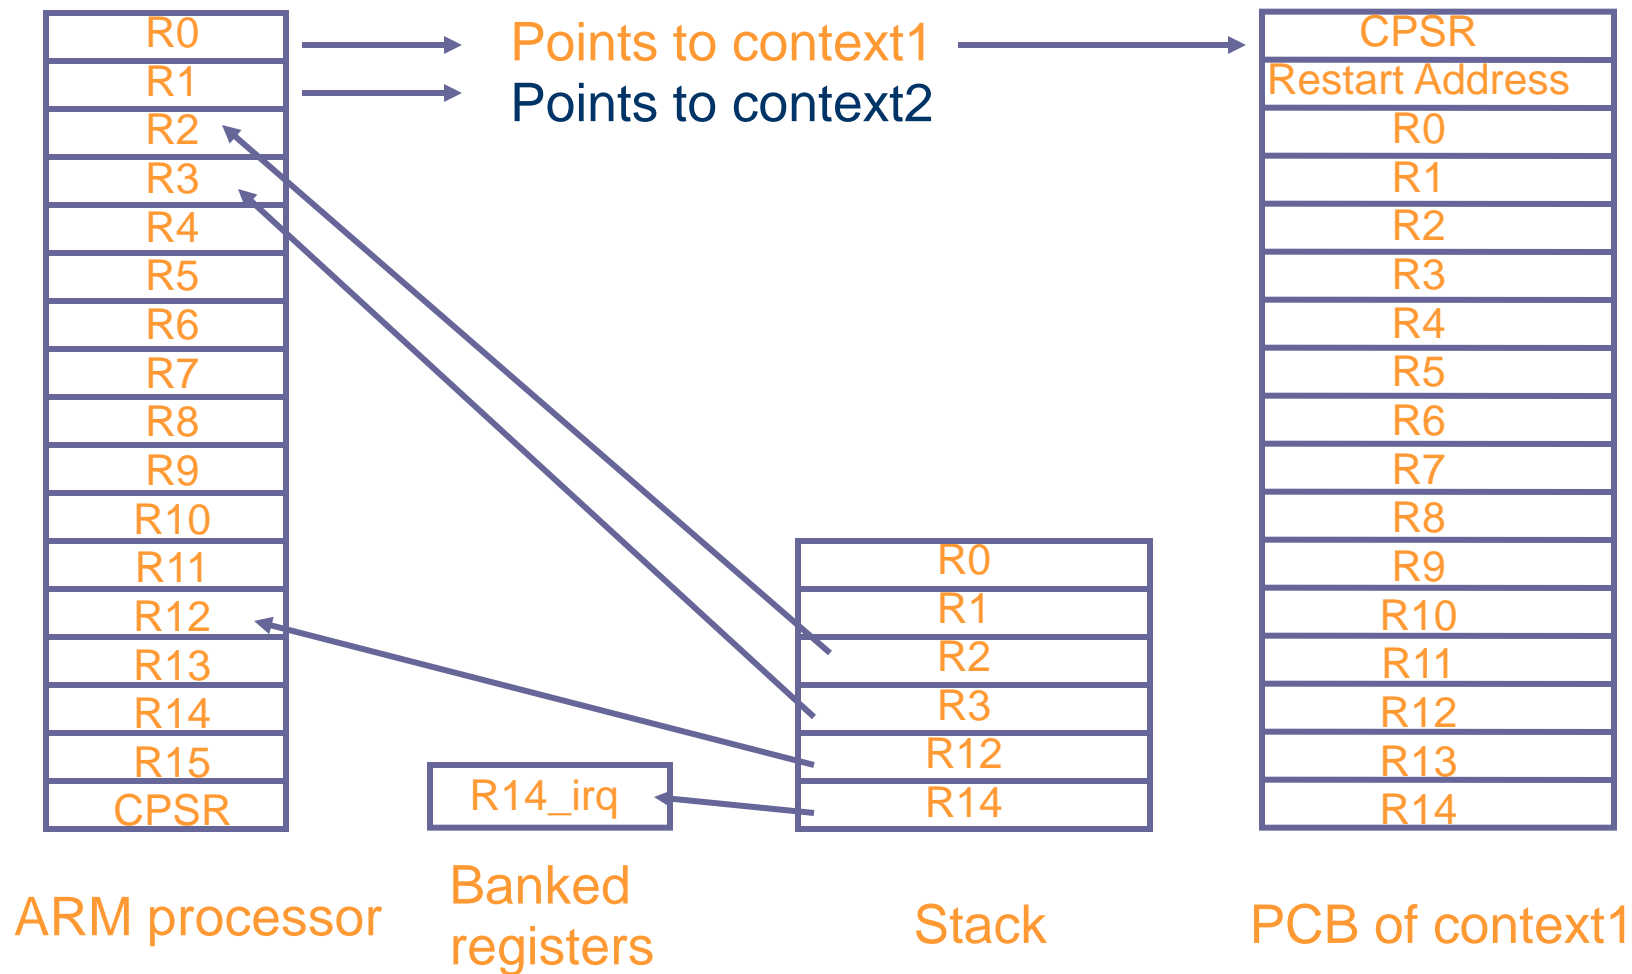 R0
R1
R2
R3
R4
R5
R6
R7
R8
R9
R10
R11
R12
R13
R14
R15
CPSR
ARM processor
Points to context1
Points to context2
R14_irq
Banked
registers
R0
R1
R2
R3
R12
R14
Stack
CPSR
Restart Address
R0
R1
R2
R3
R4
R5
R6
R7
R8
R9
R10
R11
R12
R13
R14
PCB of context1